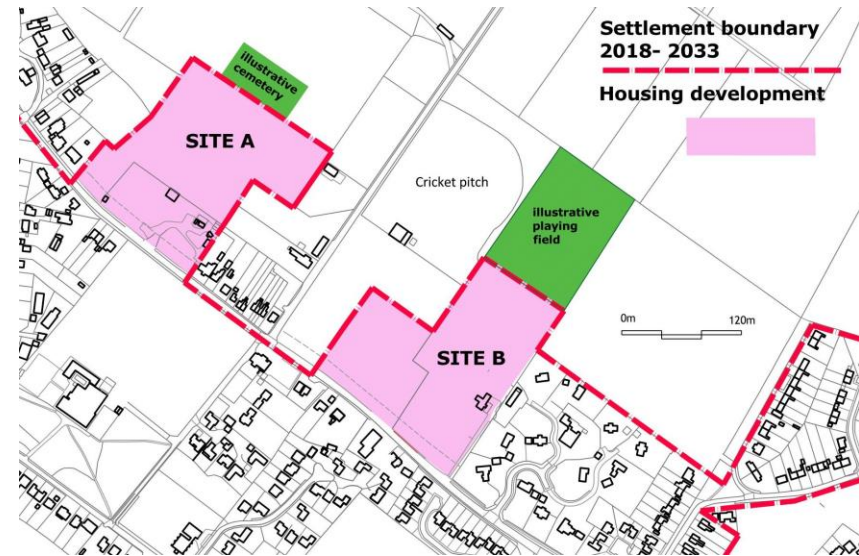 Settlement boundary
2018- 2033
Housing development
illustrative
cemetery
SITE A
Cricket pitch
illustrative
playing
field
0m
120m
SITE B